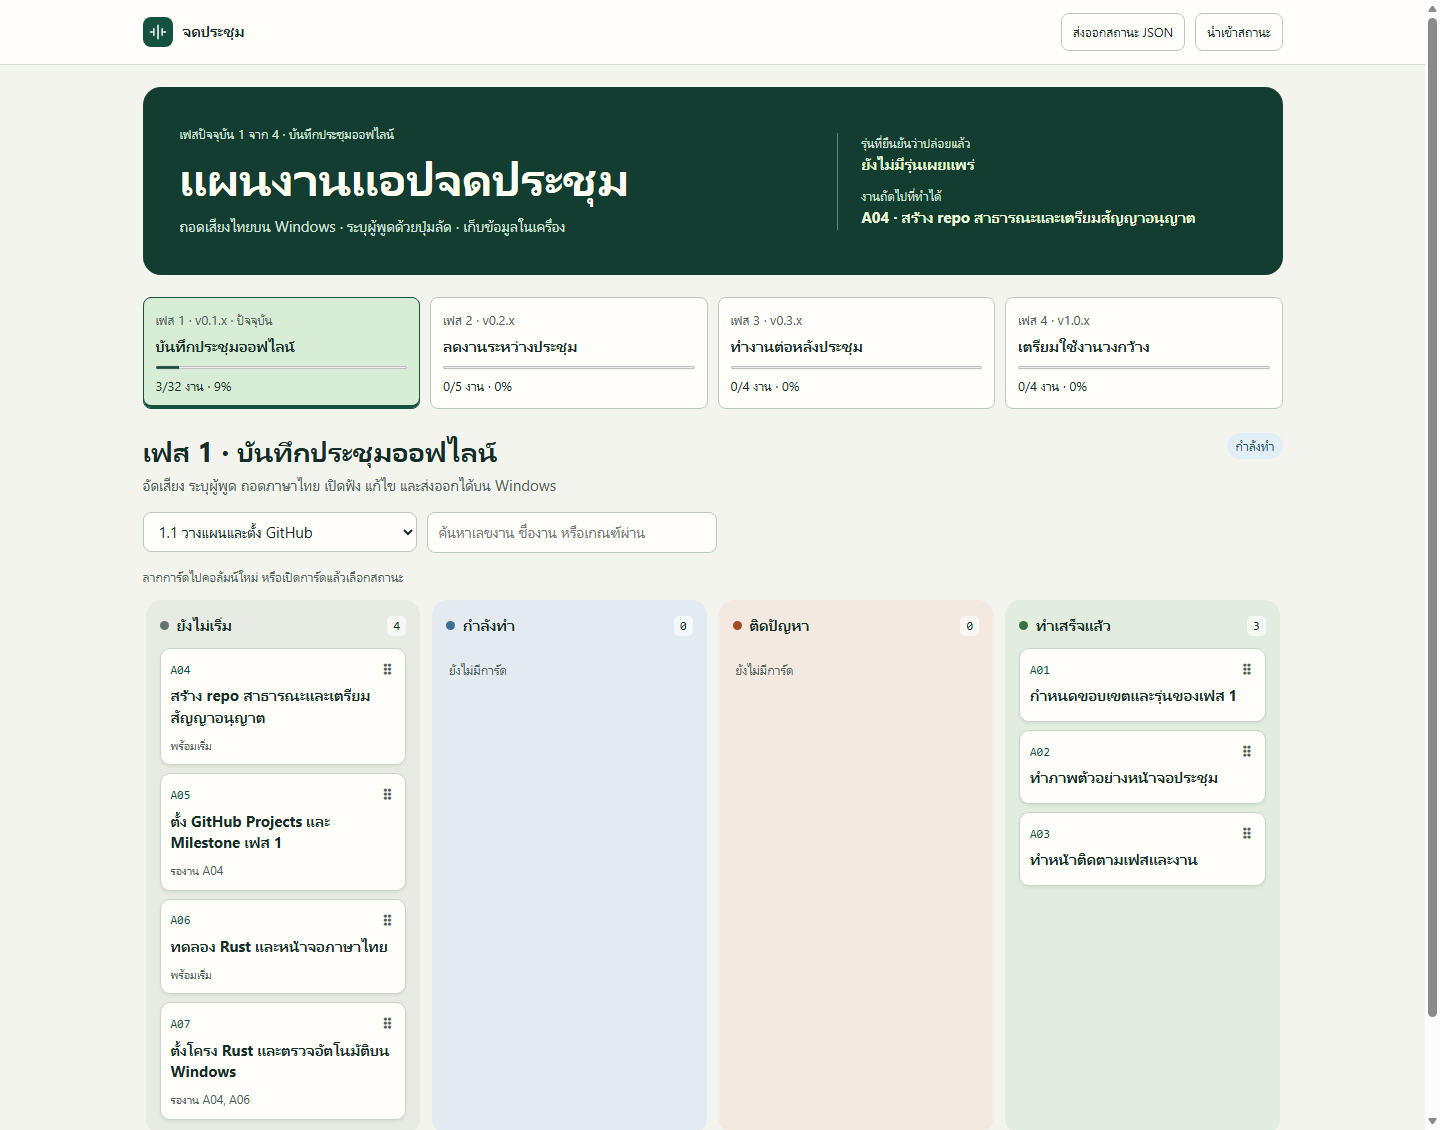 จดประชุม
ส่งออกสถานะ JSON
นำเข้าสถานะ
เฟสปัจจุบัน 1 จาก 4 · บันทึกประชุมออฟไลน์
แผนงานแอปจดประชุม
ถอดเสียงไทยบน Windows · ระบุผู้พูดด้วยปุ่มลัด · เก็บข้อมูลในเครื่อง
รุ่นที่ยืนยันว่าปล่อยแล้ว
ยังไม่มีรุ่นเผยแพร่
งานถัดไปที่ทำได้
A04 · สร้าง repo สาธารณะและเตรียมสัญญาอนุญาต
เฟส 1 · v0.1.x · ปัจจุบัน
บันทึกประชุมออฟไลน์
3/32 งาน · 9%
เฟส 2 · v0.2.x
ลดงานระหว่างประชุม
0/5 งาน · 0%
เฟส 3 · v0.3.x
ทำงานต่อหลังประชุม
0/4 งาน · 0%
เฟส 4 · v1.0.x
เตรียมใช้งานวงกว้าง
0/4 งาน · 0%
เฟส 1 · บันทึกประชุมออฟไลน์
กำลังทำ
อัดเสียง ระบุผู้พูด ถอดภาษาไทย เปิดฟัง แก้ไข และส่งออกได้บน Windows
1.1 วางแผนและตั้ง GitHub
ค้นหาเลขงาน ชื่องาน หรือเกณฑ์ผ่าน
ลากการ์ดไปคอลัมน์ใหม่ หรือเปิดการ์ดแล้วเลือกสถานะ
ยังไม่เริ่ม
4
A04
สร้าง repo สาธารณะและเตรียม
สัญญาอนุญาต
พร้อมเริ่ม
A05
ตั้ง GitHub Projects และ
Milestone เฟส 1
รองาน A04
A06
ทดลอง Rust และหน้าจอภาษาไทย
พร้อมเริ่ม
A07
ตั้งโครง Rust และตรวจอัตโนมัติบน
Windows
รองาน A04, A06
กำลังทำ
0
ยังไม่มีการ์ด
ติดปัญหา
0
ยังไม่มีการ์ด
ทำเสร็จแล้ว
3
A01
กำหนดขอบเขตและรุ่นของเฟส 1
A02
ทำภาพตัวอย่างหน้าจอประชุม
A03
ทำหน้าติดตามเฟสและงาน